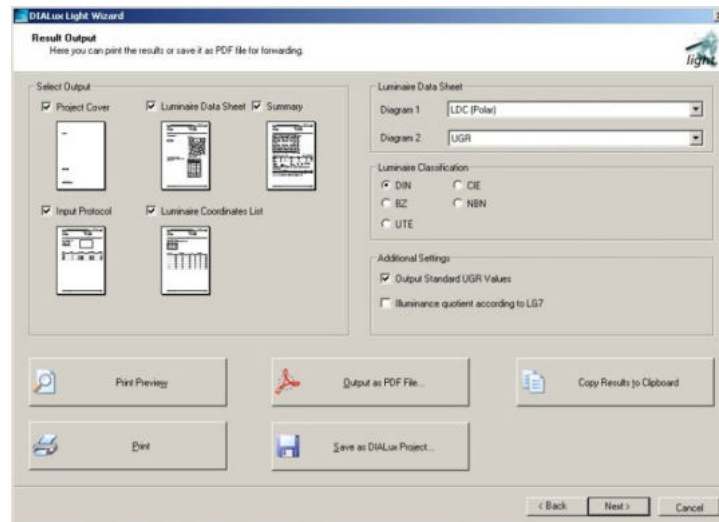 DIALux Light Wizard
Result Output
Here you can print the results or save it as PDF file for forwarding.
light
Select Output
Project Cover
Luminaire Data Sheet
Summary
Input Protocol
Luminaire Coordinates List
Luminaire Data Sheet
Diagram 1
LDC (Polar)
Diagram 2
UGR
Luminaire Classification
DIN
CIE
BZ
NBN
UTE
Additional Settings
Output Standard UGR Values
Illuminance quotient according to LG7
Print Preview
Output as PDF File...
Copy Results to Clipboard
Print
Save as DIALux Project...
< Back
Next >
Cancel